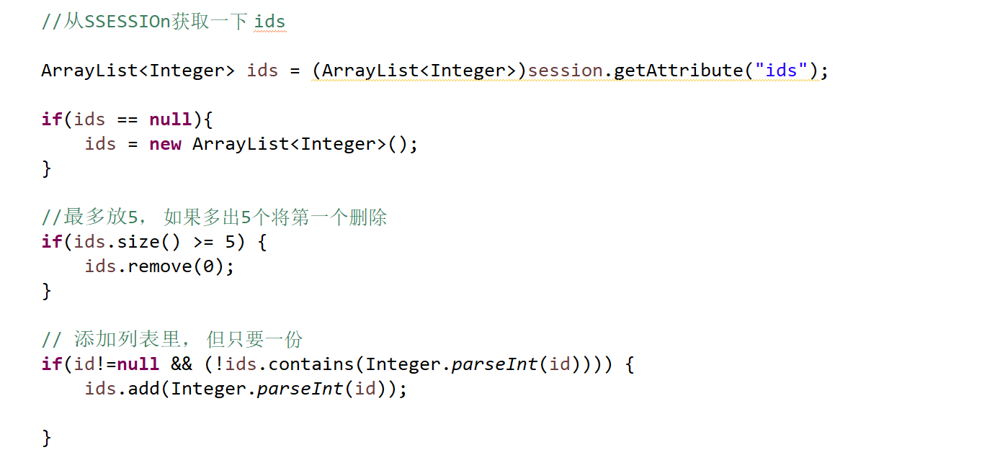 //从SSESSIOn获取一下 ids
ArrayList<Integer> ids = (ArrayList<Integer>)session.getAttribute("ids");
if(ids == null){
ids = new ArrayList<Integer>();
}
//最多放5， 如果多出5个将第一个删除
if(ids.size() >= 5) {
ids.remove(0);
}
// 添加列表里， 但只要一份
if(id!=null && (!ids.contains(Integer.parseInt(id)))) {
ids.add(Integer.parseInt(id));
}